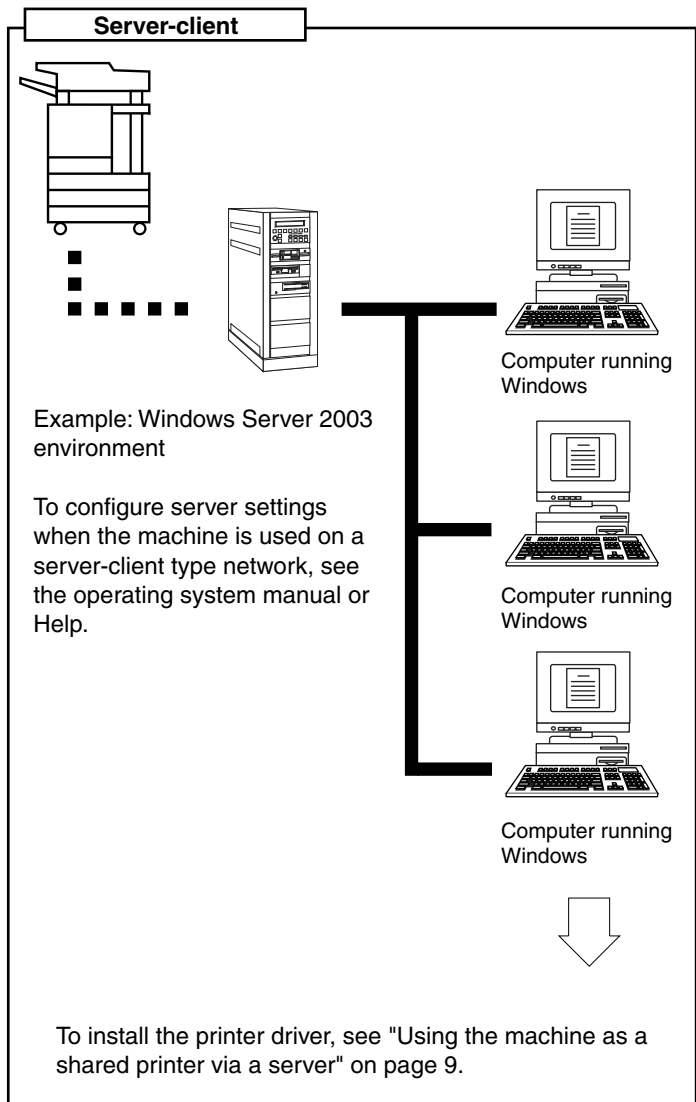 Server-client
Computer running
Windows
Example: Windows Server 2003
environment
To configure server settings
when the machine is used on a
server-client type network, see
the operating system manual or
Help.
Computer running
Windows
Computer running
Windows
To install the printer driver, see "Using the machine as a
shared printer via a server" on page 9.